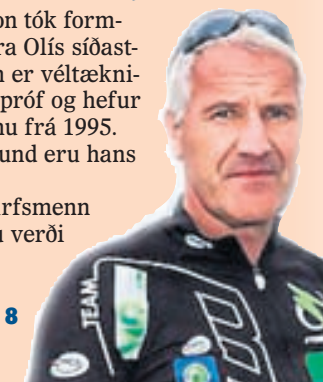 on tók form-
ra Olís síðast-
n er véltækni-
próf og hefur
nu frá 1995.
und eru hans
rfsmenn
u verði
8
TEAM